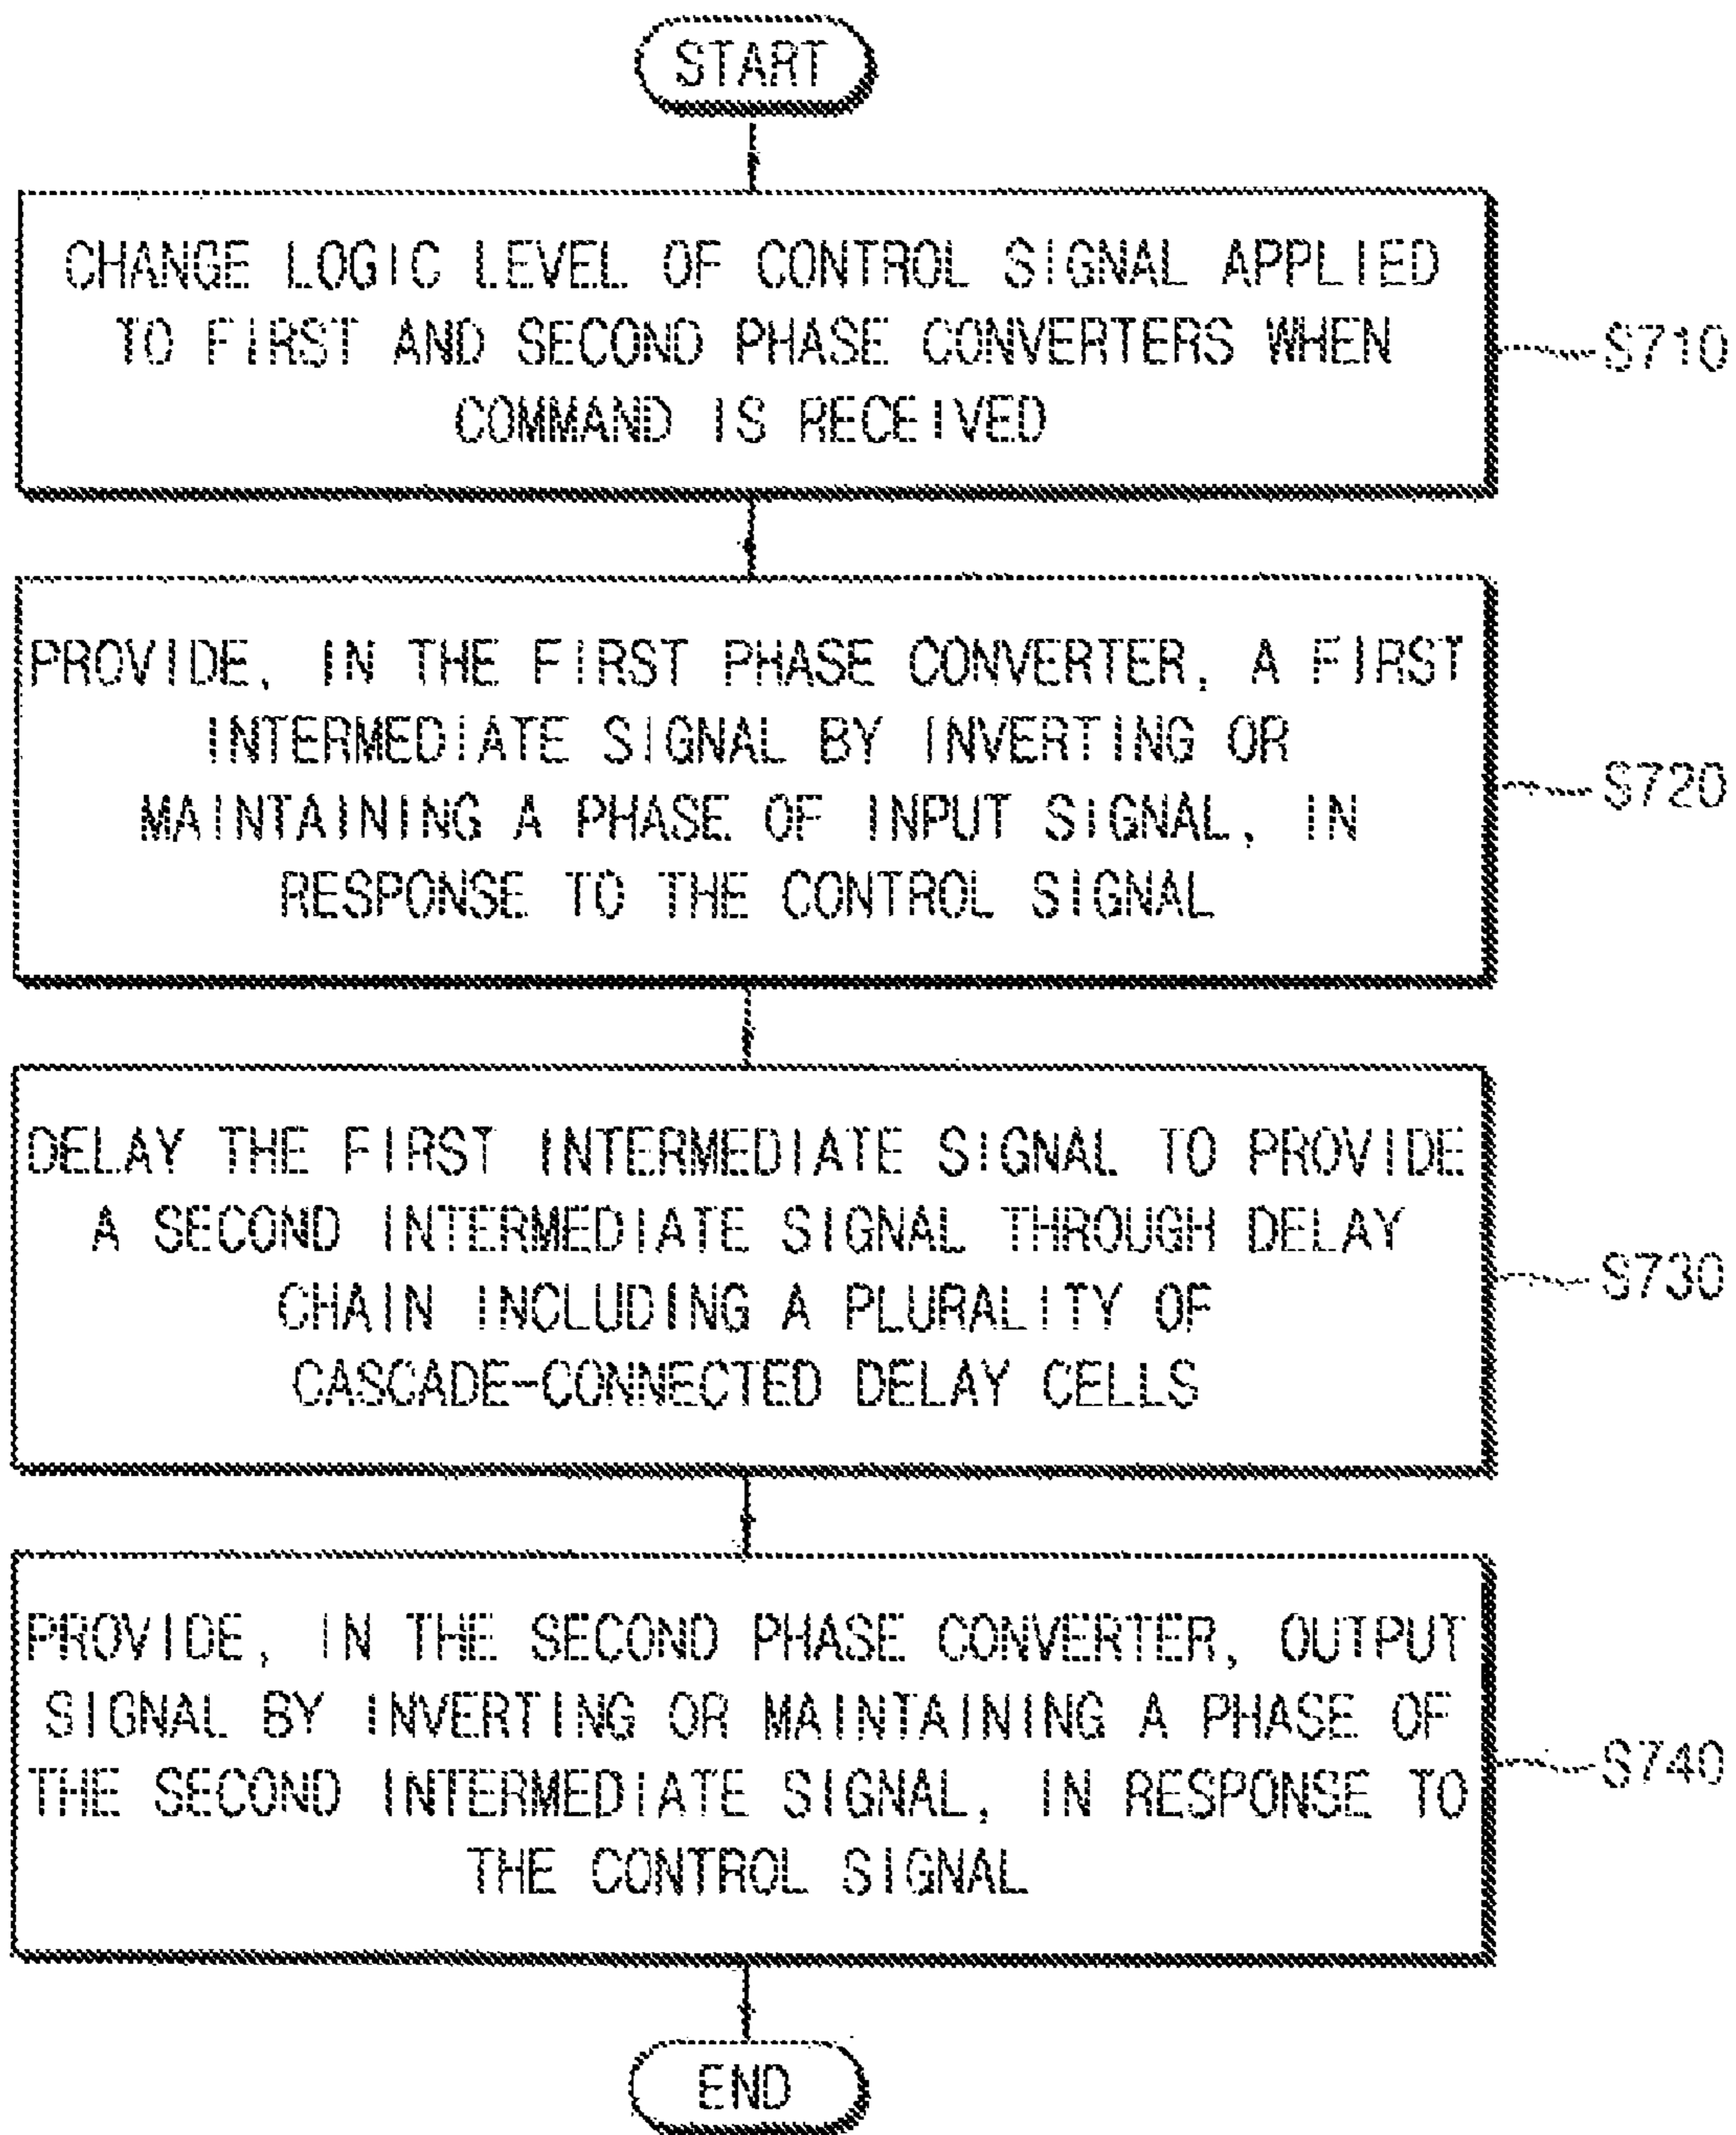 START
CHANGE LOGIC LEVEL OF CONTROL SIGNAL APPLIED
TO FIRST AND SECOND PHASE CONVERTERS WHEN
COMMAND IS RECEIVED
S710
PROVIDE, IN THE FIRST PHASE CONVERTER, A FIRST
INTERMEDIATE SIGNAL BY INVERTING OR
MAINTAINING A PHASE OF INPUT SIGNAL, IN
RESPONSE TO THE CONTROL SIGNAL
S720
DELAY THE FIRST INTERMEDIATE SIGNAL TO PROVIDE
A SECOND INTERMEDIATE SIGNAL THROUGH DELAY
CHAIN INCLUDING A PLURALITY OF
CASCADE-CONNECTED DELAY CELLS
S730
PROVIDE, IN THE SECOND PHASE CONVERTER, OUTPUT
SIGNAL BY INVERTING OR MAINTAINING A PHASE OF
THE SECOND INTERMEDIATE SIGNAL, IN RESPONSE TO
THE CONTROL SIGNAL
S740
END